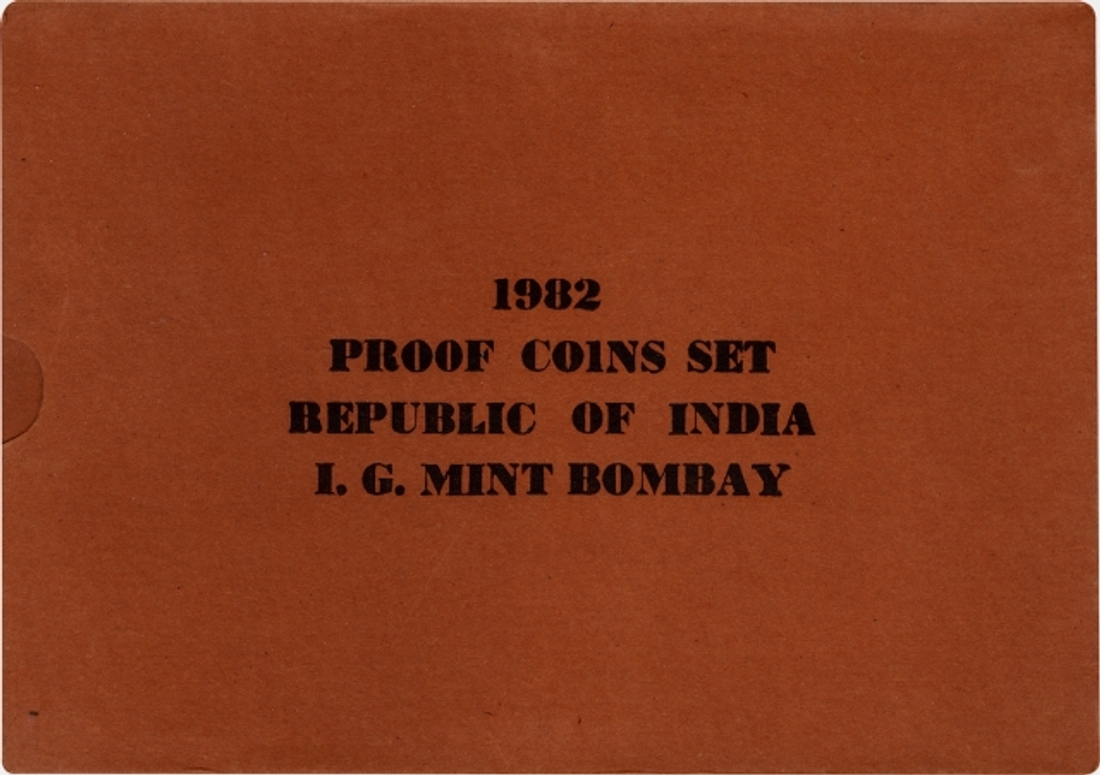 1982
PROOF COINS SET
REPUBLIC OF INDIA
I. G. MINT BOMBAY